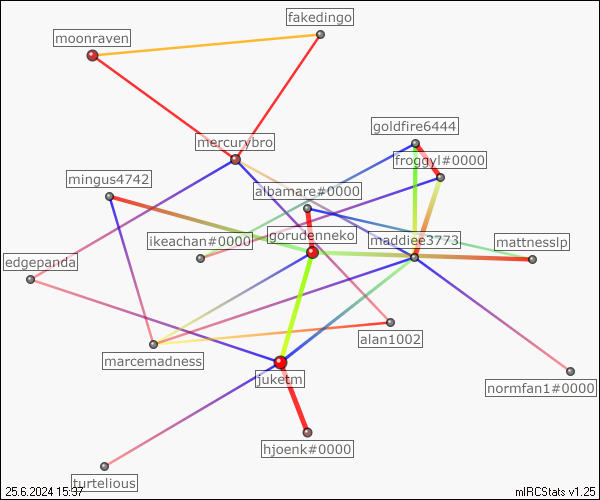 fakedingo
moonraven
goldfire6444
mercurybro
froggyl#0000
mingus4742
albamare#0000
gorudenneko
ikeachan#0000
maddiee3773
mattnesslp
edgepanda
alan1002
marcemadness
juketm
normfan1#0000
hjoenk#0000
turtelious
25.6.2024 15:37
mIRCStats v1.25